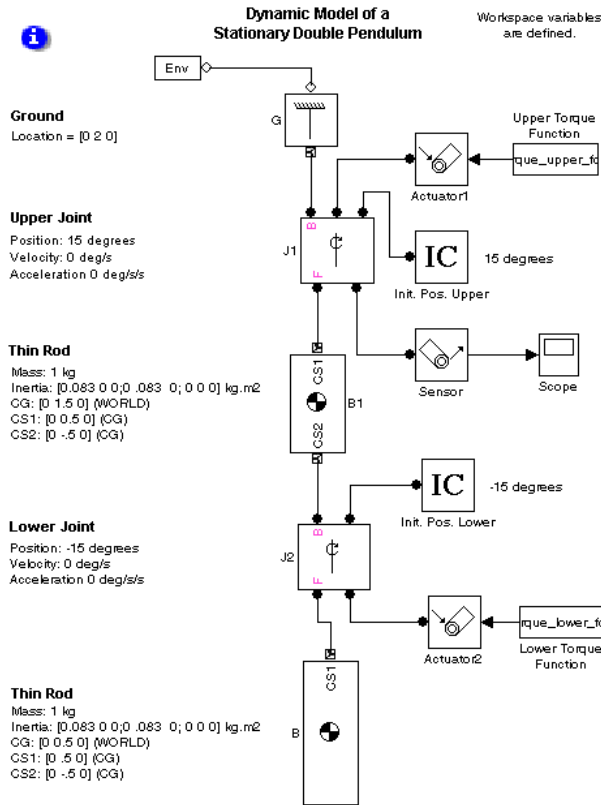 Dynamic Model of a
Stationary Double Pendulum
Workspace variables
are defined.
i
Env
G
Ground
Location = [0 2 0]
Upper Torque
Function
rque_upper_fo
Actuator1
Upper Joint
Position: 15 degrees
Velocity: 0 deg/s
Acceleration 0 deg/s/s
J1
B
F
IC
15 degrees
Init. Pos. Upper
Thin Rod
Mass: 1 kg
Inertia: [0.083 0 0;0 .083 0; 0 0 0] kg.m2
CG: [0 1.5 0] (WORLD)
CS1: [0 0.5 0] (CG)
CS2: [0 -.5 0] (CG)
CS1
CS2
B1
Sensor
Scope
IC
-15 degrees
Init. Pos. Lower
Lower Joint
Position: -15 degrees
Velocity: 0 deg/s
Acceleration 0 deg/s/s
J2
B
F
rque_lower_fo
Actuator2
Lower Torque
Function
Thin Rod
Mass: 1 kg
Inertia: [0.083 0 0;0 .083 0; 0 0 0] kg.m2
CG: [0 0.5 0] (WORLD)
CS1: [0 .5 0] (CG)
CS2: [0 -.5 0] (CG)
CS1
B